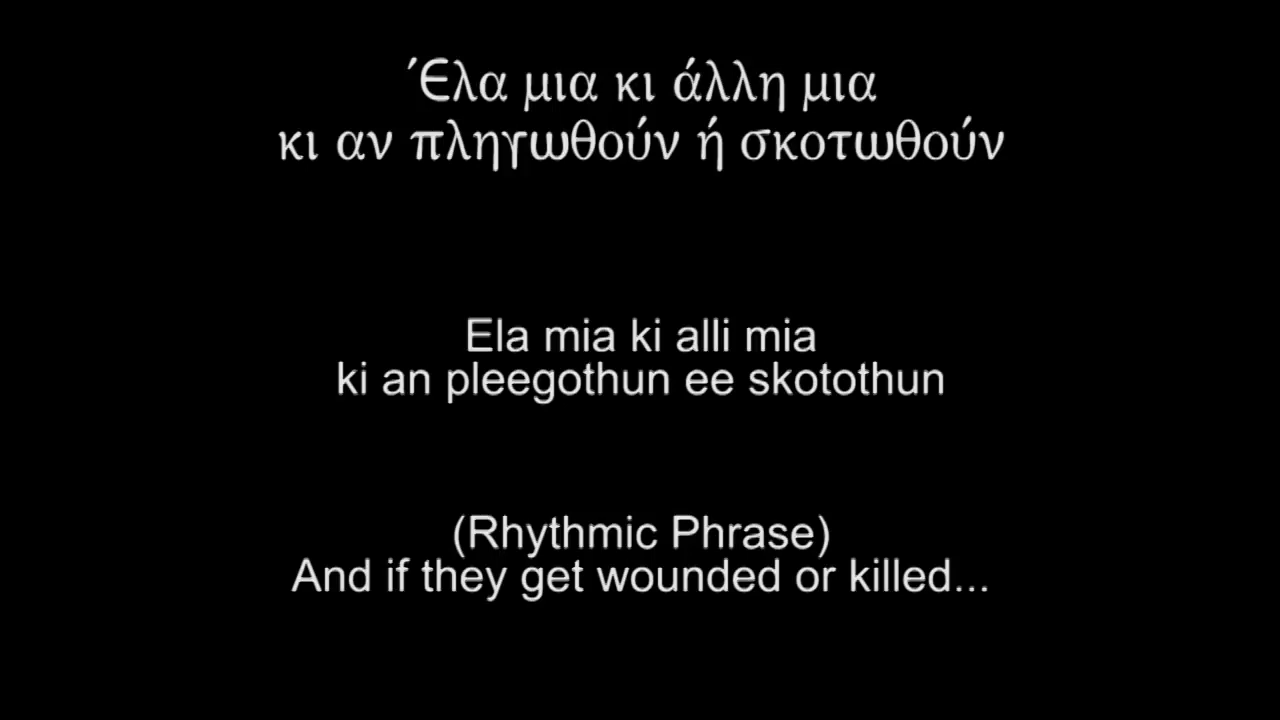 Έλα μια κι άλλη μια
κι αν πληγωθούν ή σκοτωθούν
Ela mia ki alli mia
ki an pleegothun ee skotothun
(Rhythmic Phrase)
And if they get wounded or killed...